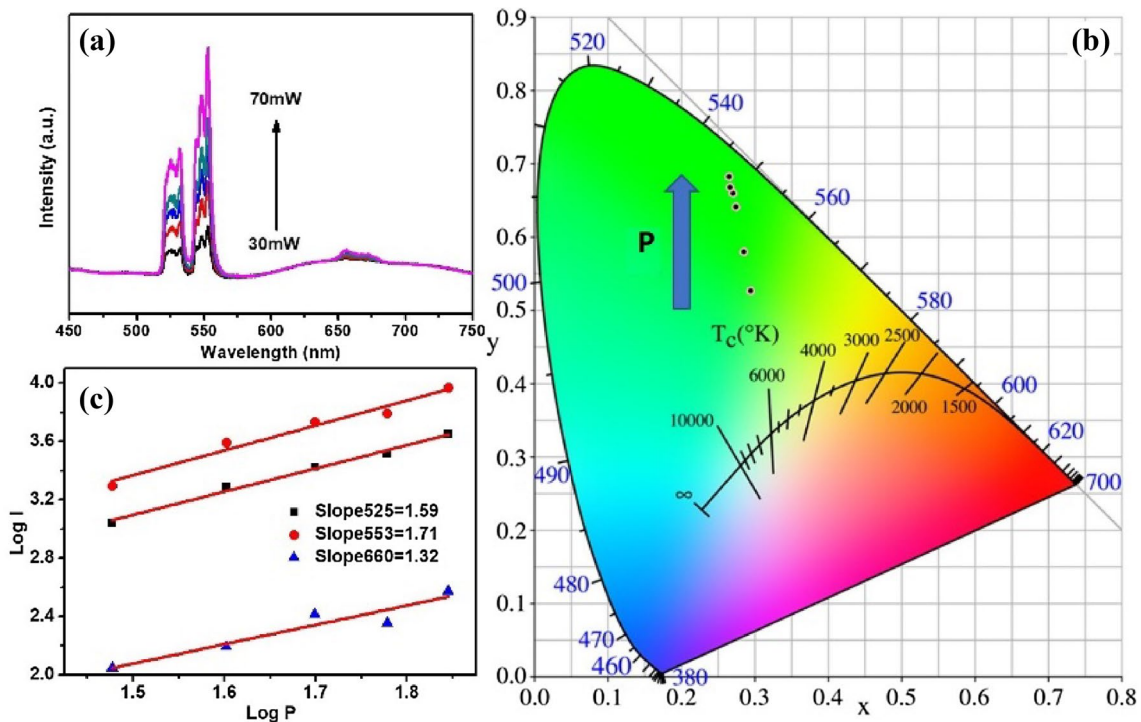 (a)
Intensity (a.u.)
70mW
30mW
450 500 550 600 650 700 750
Wavelength (nm)
(b)
0.9
0.8
0.7
0.6
0.5
0.4
0.3
0.2
0.1
0.0
y
0.0 0.1 0.2 0.3 0.4 0.5 0.6 0.7 0.8
x
520
540
560
580
600
620
700
500
490
480
470
460
380
P
T_C(°K)
∞
10000
6000
4000
3000
2500
2000
1500
(c)
Log I
4.0
3.6
3.2
2.8
2.4
2.0
Slope525=1.59
Slope553=1.71
Slope660=1.32
1.5 1.6 1.7 1.8
Log P